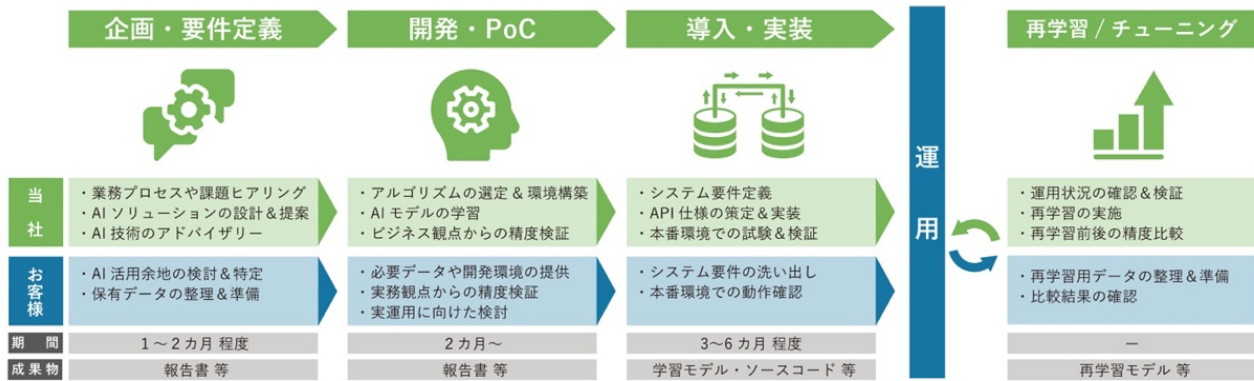 企画・要件定義
開発・PoC
導入・実装
運用
再学習 / チューニング
当社
・業務プロセスや課題ヒアリング
・AI ソリューションの設計＆提案
・AI 技術のアドバイザリー
・アルゴリズムの選定 & 環境構築
・AI モデルの学習
・ビジネス観点からの精度検証
・システム要件定義
・API 仕様の策定＆実装
・本番環境での試験＆検証
・運用状況の確認＆検証
・再学習の実施
・再学習前後の精度比較
お客様
・AI 活用余地の検討＆特定
・保有データの整理＆準備
・必要データや開発環境の提供
・実務観点からの精度検証
・実運用に向けた検討
・システム要件の洗い出し
・本番環境での動作確認
・再学習用データの整理＆準備
・比較結果の確認
期間
1～2カ月 程度
2カ月～
3～6カ月 程度
ー
成果物
報告書 等
報告書 等
学習モデル・ソースコード 等
再学習モデル 等